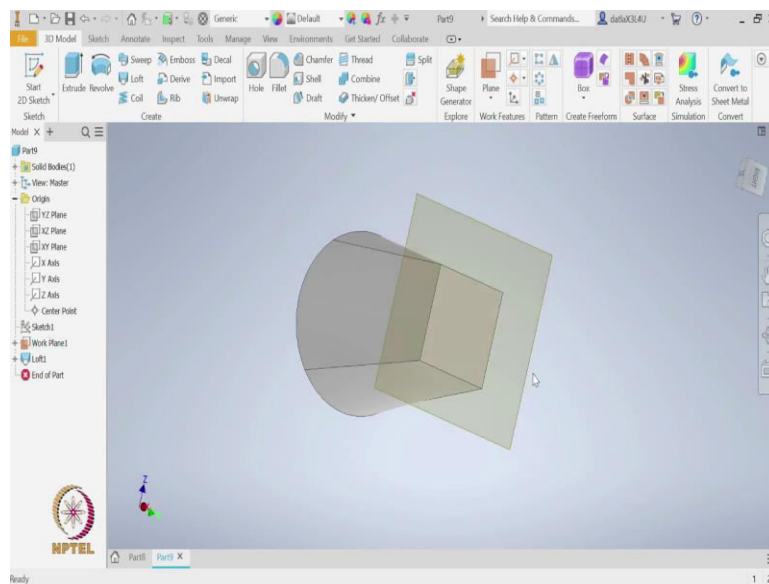 Generic
Default
Part9
Search Help & Commands...
datlaX3L4U
File 3D Model Sketch Annotate Inspect Tools Manage View Environments Get Started Collaborate
Start 2D Sketch
Extrude
Revolve
Sweep
Emboss
Decal
Loft
Derive
Import
Coil
Rib
Unwrap
Hole
Fillet
Chamfer
Thread
Split
Shell
Combine
Draft
Thicken/ Offset
Shape Generator
Plane
Box
Stress Analysis
Convert to Sheet Metal
Sketch Create Modify Explore Work Features Pattern Create Freeform Surface Simulation Convert
Model
Part9
Solid Bodies(1)
View: Master
Origin
YZ Plane
XZ Plane
XY Plane
X Axis
Y Axis
Z Axis
Center Point
Sketch1
Work Plane1
Loft1
End of Part
RIGHT
Z
NPTEL
Part8 Part9
Ready
1